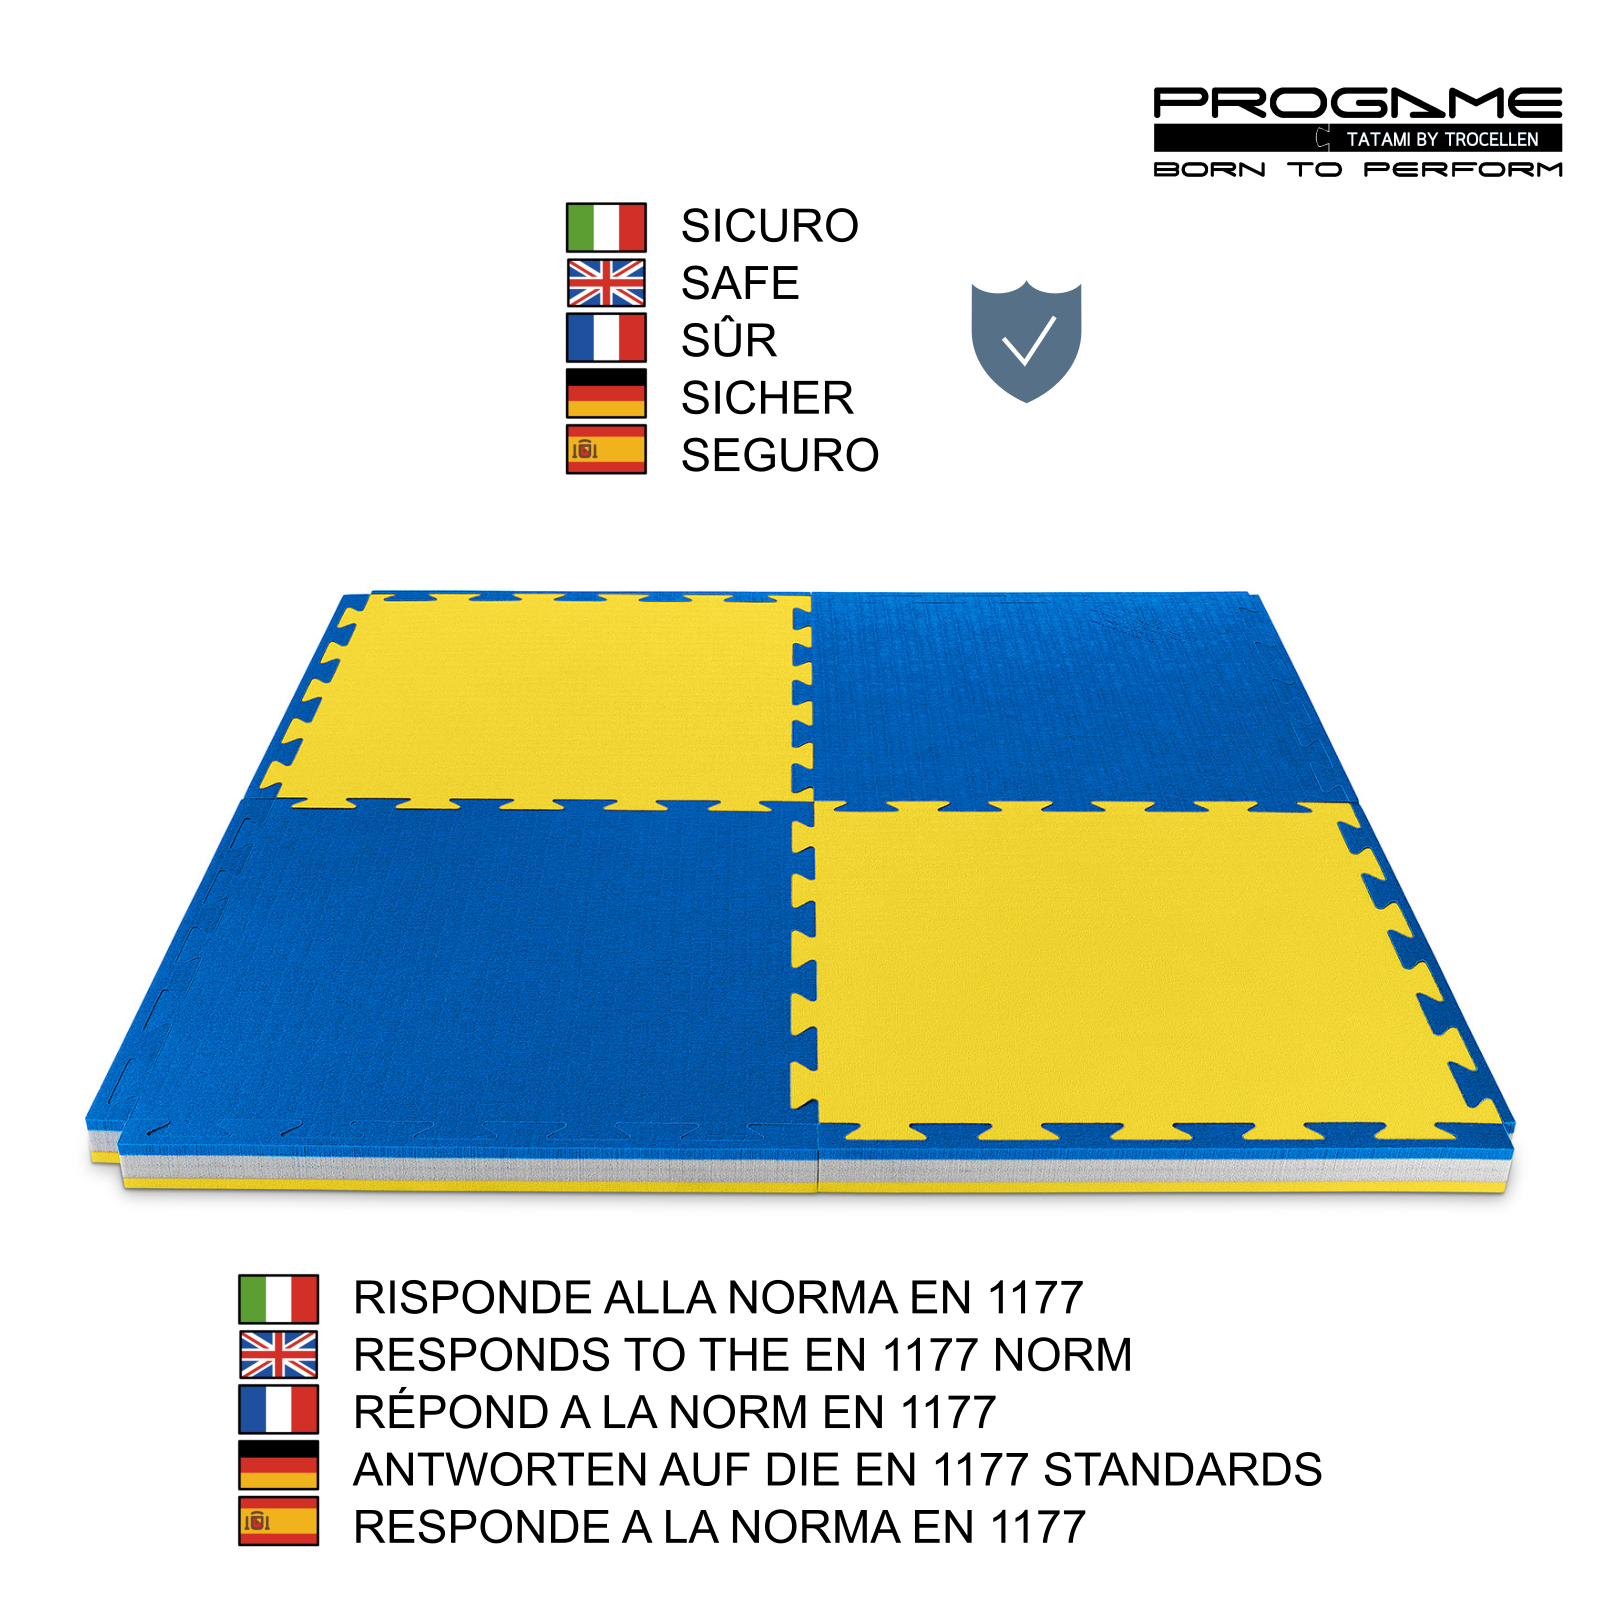 PROGAME
TATAMI BY TROCELLEN
BORN TO PERFORM
SICURO
SAFE
SÛR
SICHER
SEGURO
RISPONDE ALLA NORMA EN 1177
RESPONDS TO THE EN 1177 NORM
RÉPOND A LA NORM EN 1177
ANTWORTEN AUF DIE EN 1177 STANDARDS
RESPONDE A LA NORMA EN 1177